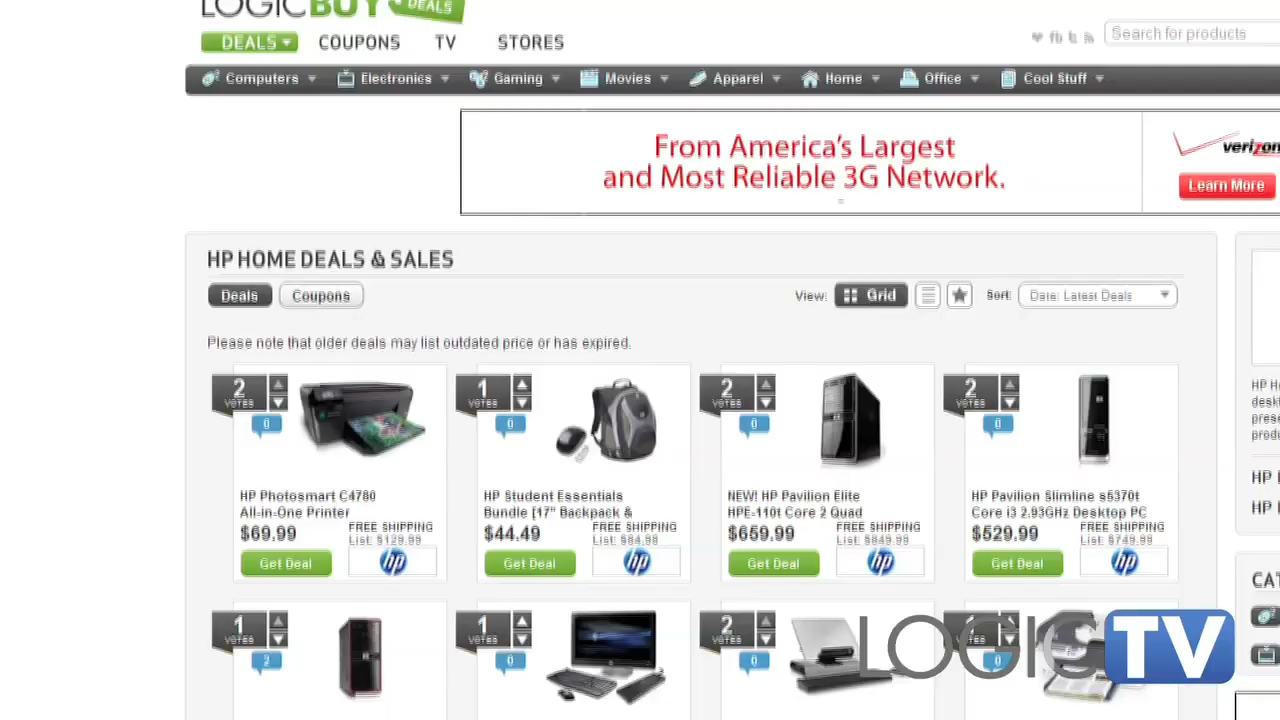 LOGICBUY
DEALS
DEALS COUPONS TV STORES
Search for products
Computers Electronics Gaming Movies Apparel Home Office Cool Stuff
From America's Largest
and Most Reliable 3G Network.
verizon
Learn More
HP HOME DEALS & SALES
Deals Coupons View: Grid Sort: Date: Latest Deals
Please note that older deals may list outdated price or has expired.
2 VOTES 0
1 VOTES 0
2 VOTES 0
2 VOTES 0
HP Photosmart C4780
All-in-One Printer
$69.99 FREE SHIPPING
List: $129.99
Get Deal hp
HP Student Essentials
Bundle [17" Backpack &
$44.49 FREE SHIPPING
List: $84.98
Get Deal hp
NEW! HP Pavilion Elite
HPE-110t Core 2 Quad
$659.99 FREE SHIPPING
List: $849.99
Get Deal hp
HP Pavilion Slimline s5370t
Core i3 2.93GHz Desktop PC
$529.99 FREE SHIPPING
List: $749.99
Get Deal hp
1 VOTES 2
1 VOTES 0
2 VOTES 0
VOTES 0
LOGIC TV
HP
HP
CAT